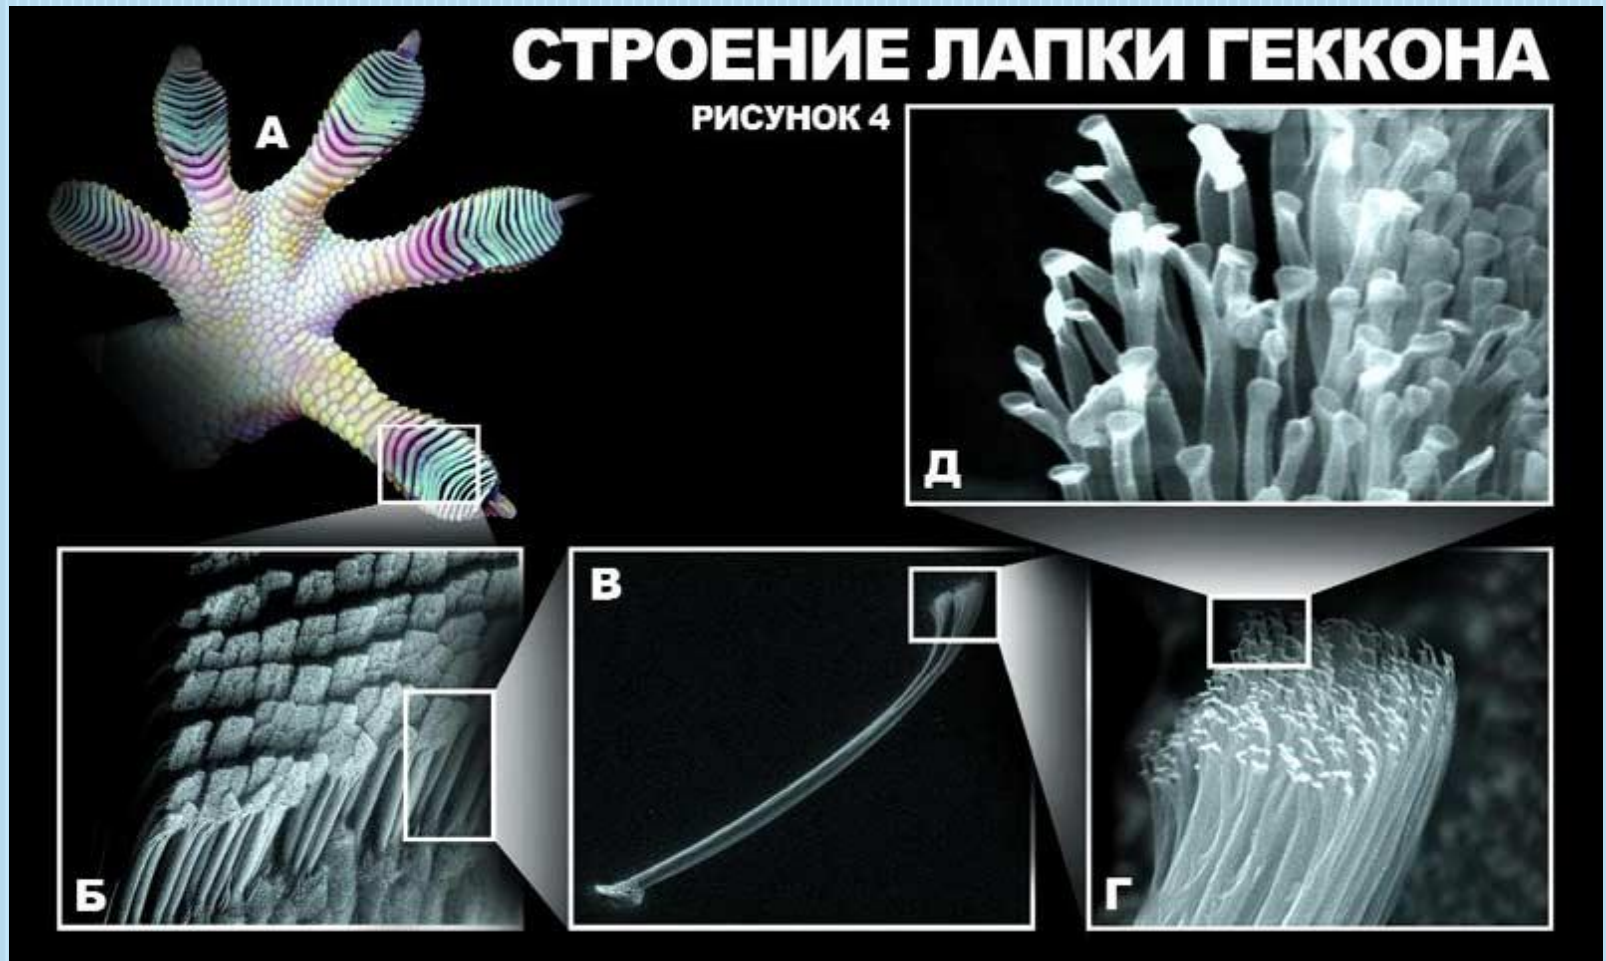 СТРОЕНИЕ ЛАПКИ ГЕККОНА
РИСУНОК 4
А
Д
Б
В
Г